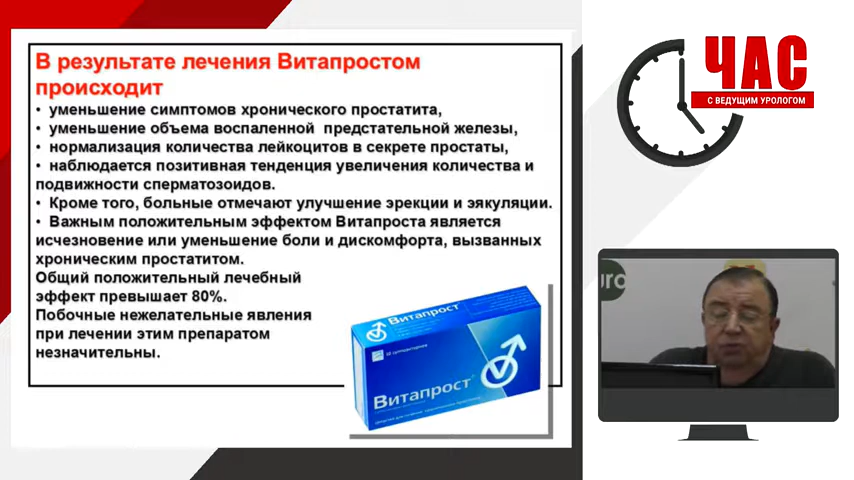 В результате лечения Витапростом
происходит
• уменьшение симптомов хронического простатита,
• уменьшение объема воспаленной предстательной железы,
• нормализация количества лейкоцитов в секрете простаты,
• наблюдается позитивная тенденция увеличения количества и
подвижности сперматозоидов.
• Кроме того, больные отмечают улучшение эрекции и эякуляции.
• Важным положительным эффектом Витапроста является
исчезновение или уменьшение боли и дискомфорта, вызванных
хроническим простатитом.
Общий положительный лечебный
эффект превышает 80%.
Побочные нежелательные явления
при лечении этим препаратом
незначительны.
Витапрост
Витапрост
ЧАС
С ВЕДУЩИМ УРОЛОГОМ
uro